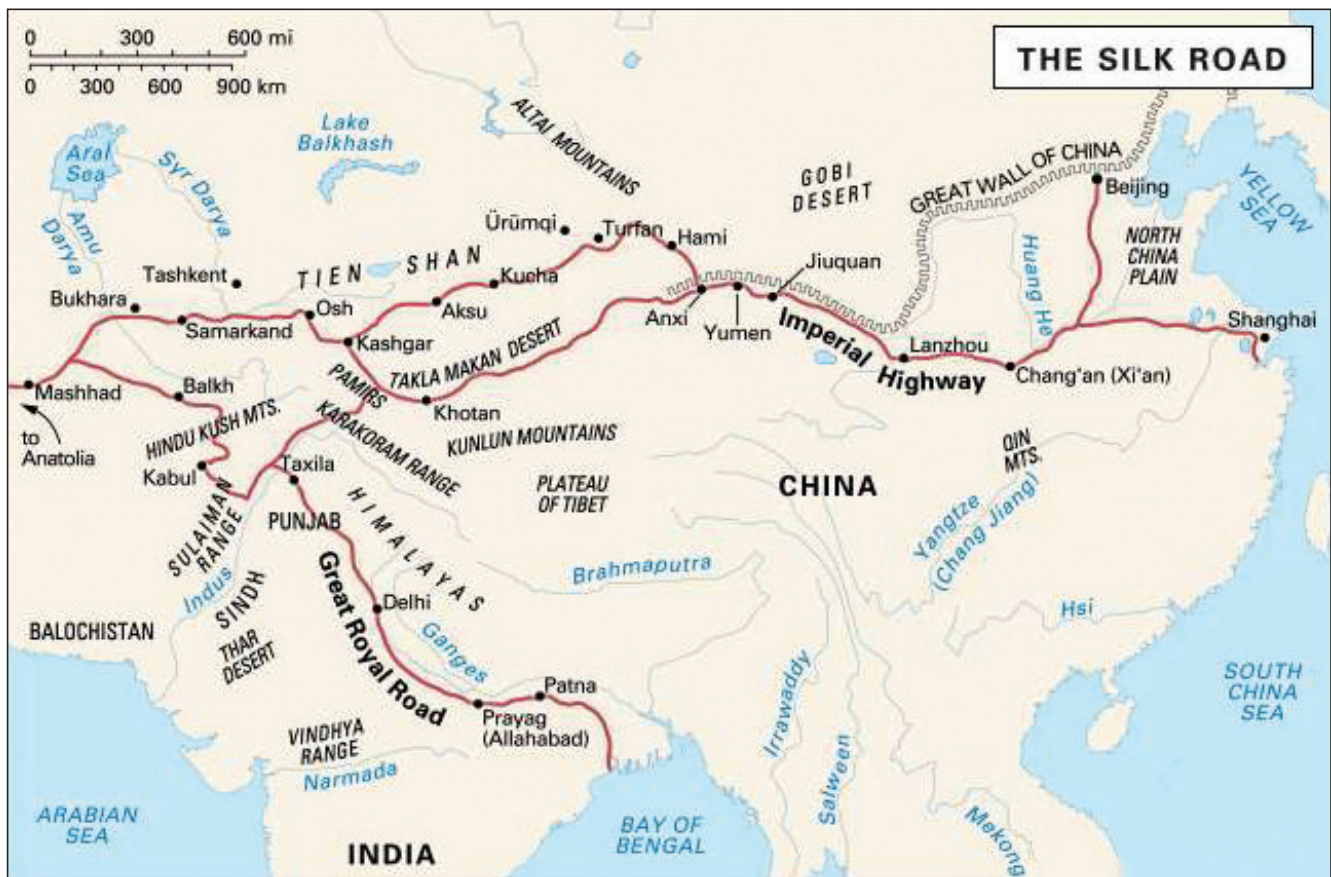 0 300 600 mi
0 300 600 900 km
THE SILK ROAD
ALTAI MOUNTAINS
Lake
Balkhash
Aral
Sea
Syr Darya
GOBI
DESERT
GREAT WALL OF CHINA
Beijing
YELLOW
SEA
Amu
Darya
Ürümqi
Turfan
Hami
NORTH
CHINA
PLAIN
Huang He
Tashkent
TIEN SHAN
Kucha
Jiuquan
Bukhara
Osh
Aksu
Samarkand
Anxi
Yumen
Shanghai
Kashgar
Imperial
Highway
Lanzhou
TAKLA MAKAN DESERT
Chang'an (Xi'an)
Mashhad
Balkh
PAMIRS
Khotan
to
Anatolia
HINDU KUSH MTS.
KARAKORAM RANGE
KUNLUN MOUNTAINS
QIN
MTS.
Kabul
Taxila
PLATEAU
OF TIBET
CHINA
SULAIMAN
RANGE
PUNJAB
HIMALAYAS
Yangtze
(Chang Jiang)
Indus
SINDH
Great Royal Road
Brahmaputra
Delhi
Hsi
BALOCHISTAN
THAR
DESERT
Ganges
Patna
Irrawaddy
SOUTH
CHINA
SEA
Prayag
(Allahabad)
VINDHYA
RANGE
Narmada
Salween
Mekong
ARABIAN
SEA
BAY OF
BENGAL
INDIA